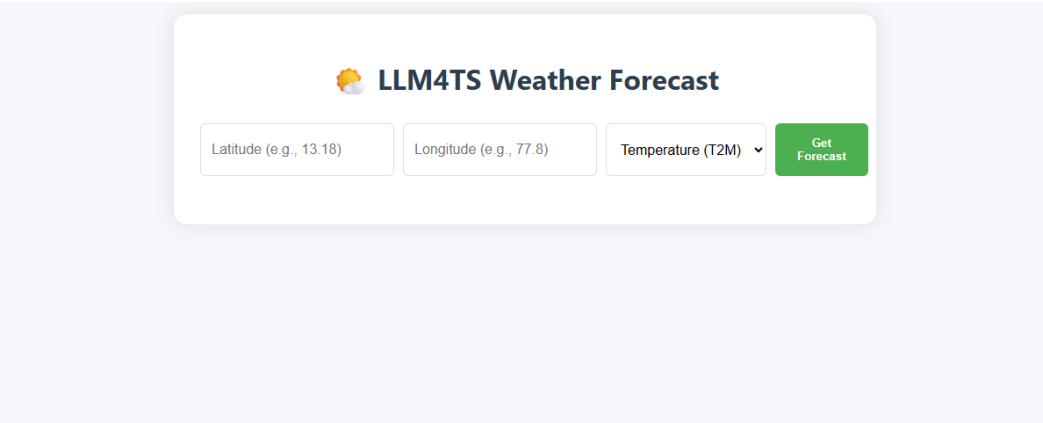 LLM4TS Weather Forecast
Latitude (e.g., 13.18)
Longitude (e.g., 77.8)
Temperature (T2M)
Get
Forecast